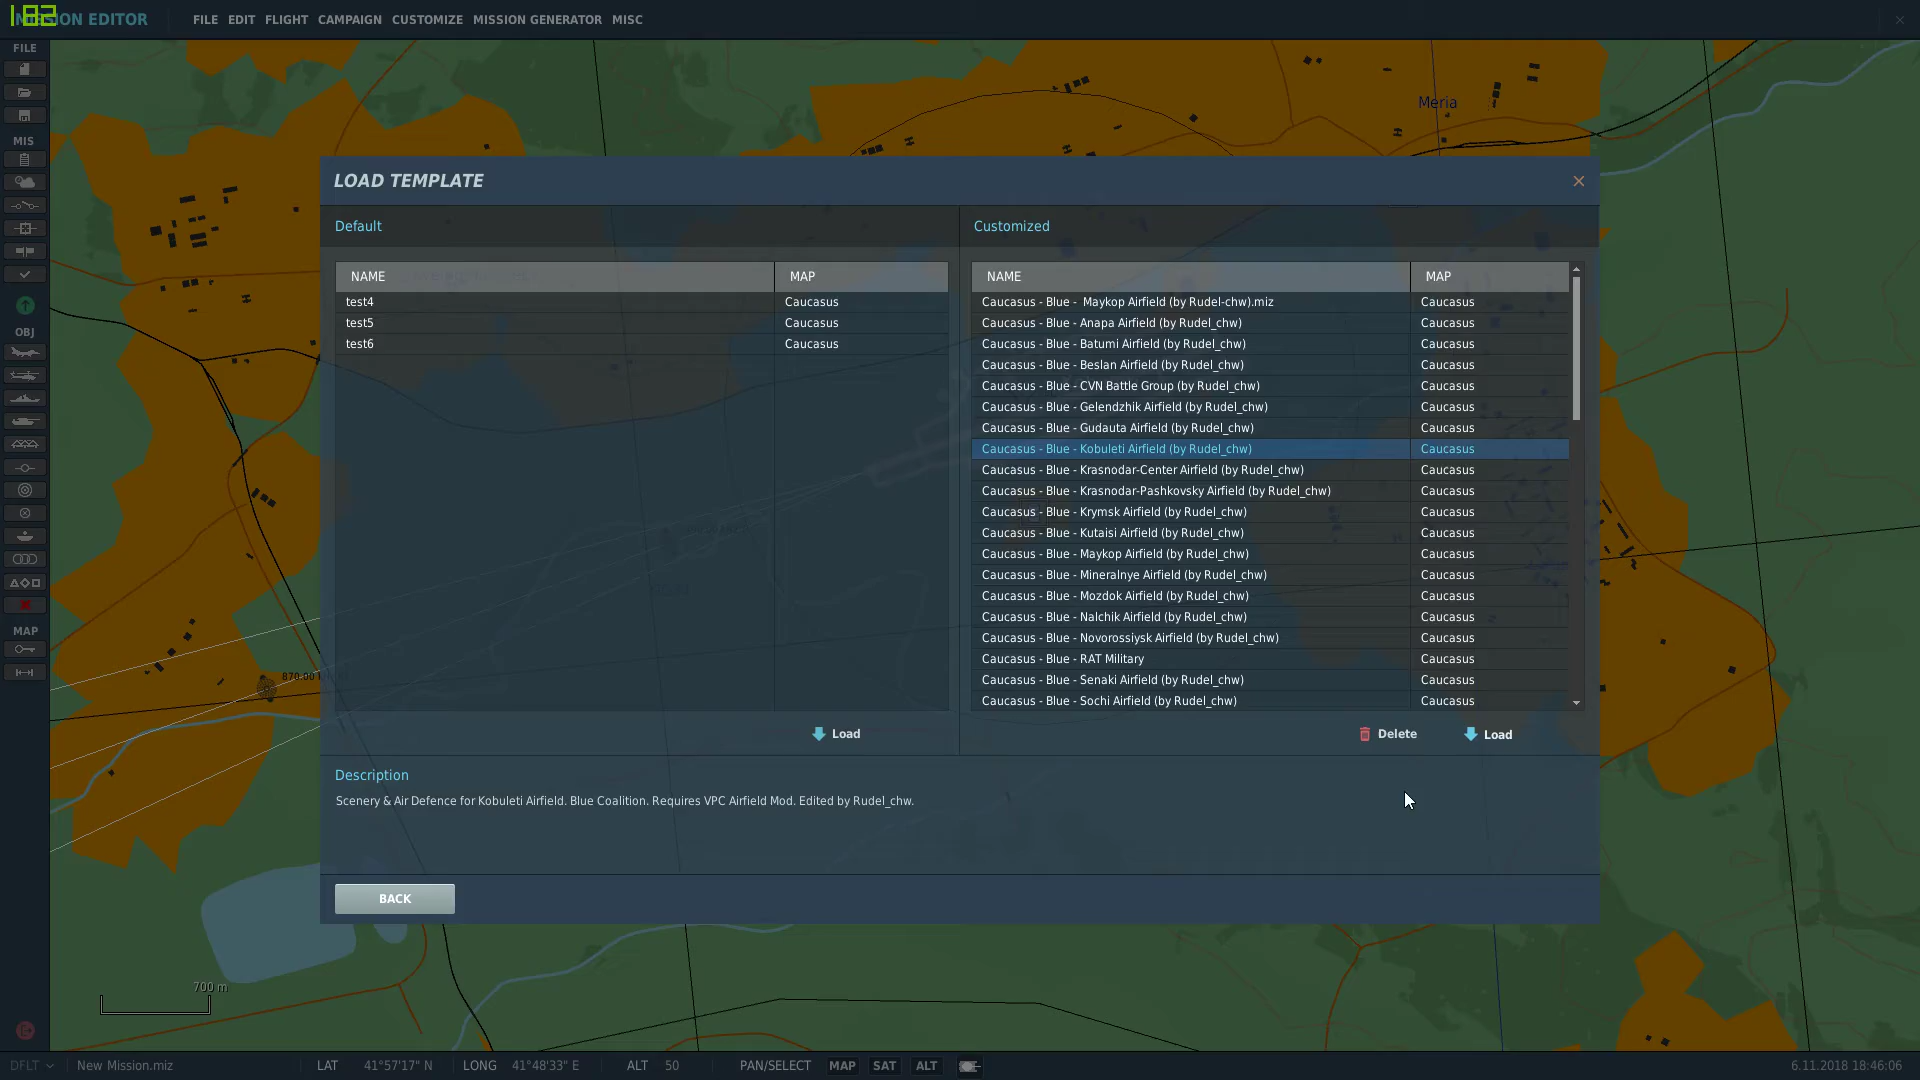 182
MISSION EDITOR
FILE EDIT FLIGHT CAMPAIGN CUSTOMIZE MISSION GENERATOR MISC
FILE
MIS
OBJ
MAP
Meria
LOAD TEMPLATE
Default
NAME MAP
test4 Caucasus
test5 Caucasus
test6 Caucasus
Load
Customized
NAME MAP
Caucasus - Blue -  Maykop Airfield (by Rudel-chw).miz Caucasus
Caucasus - Blue - Anapa Airfield (by Rudel_chw) Caucasus
Caucasus - Blue - Batumi Airfield (by Rudel_chw) Caucasus
Caucasus - Blue - Beslan Airfield (by Rudel_chw) Caucasus
Caucasus - Blue - CVN Battle Group (by Rudel_chw) Caucasus
Caucasus - Blue - Gelendzhik Airfield (by Rudel_chw) Caucasus
Caucasus - Blue - Gudauta Airfield (by Rudel_chw) Caucasus
Caucasus - Blue - Kobuleti Airfield (by Rudel_chw) Caucasus
Caucasus - Blue - Krasnodar-Center Airfield (by Rudel_chw) Caucasus
Caucasus - Blue - Krasnodar-Pashkovsky Airfield (by Rudel_chw) Caucasus
Caucasus - Blue - Krymsk Airfield (by Rudel_chw) Caucasus
Caucasus - Blue - Kutaisi Airfield (by Rudel_chw) Caucasus
Caucasus - Blue - Maykop Airfield (by Rudel_chw) Caucasus
Caucasus - Blue - Mineralnye Airfield (by Rudel_chw) Caucasus
Caucasus - Blue - Mozdok Airfield (by Rudel_chw) Caucasus
Caucasus - Blue - Nalchik Airfield (by Rudel_chw) Caucasus
Caucasus - Blue - Novorossiysk Airfield (by Rudel_chw) Caucasus
Caucasus - Blue - RAT Military Caucasus
Caucasus - Blue - Senaki Airfield (by Rudel_chw) Caucasus
Caucasus - Blue - Sochi Airfield (by Rudel_chw) Caucasus
Delete Load
870.00
Description
Scenery & Air Defence for Kobuleti Airfield. Blue Coalition. Requires VPC Airfield Mod. Edited by Rudel_chw.
BACK
700 m
DFLT New Mission.miz LAT 41°57'17" N LONG 41°48'33" E ALT 50 PAN/SELECT MAP SAT ALT 6.11.2018 18:46:06